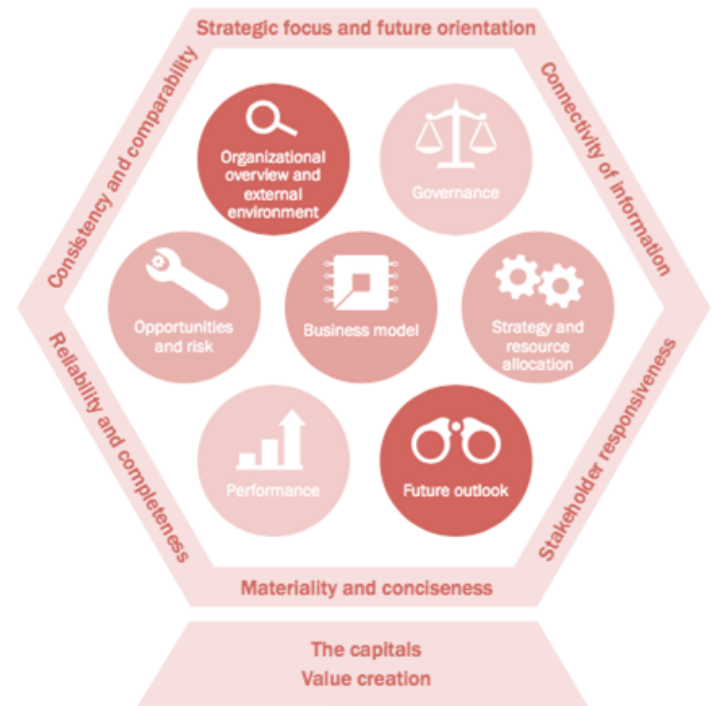 Strategic focus and future orientation
Consistency and comparability
Connectivity of information
Organizational
overview and
external
environment
Governance
Opportunities
and risk
Business model
Strategy and
resource
allocation
Reliability and completeness
Stakeholder responsiveness
Performance
Future outlook
Materiality and conciseness
The capitals
Value creation